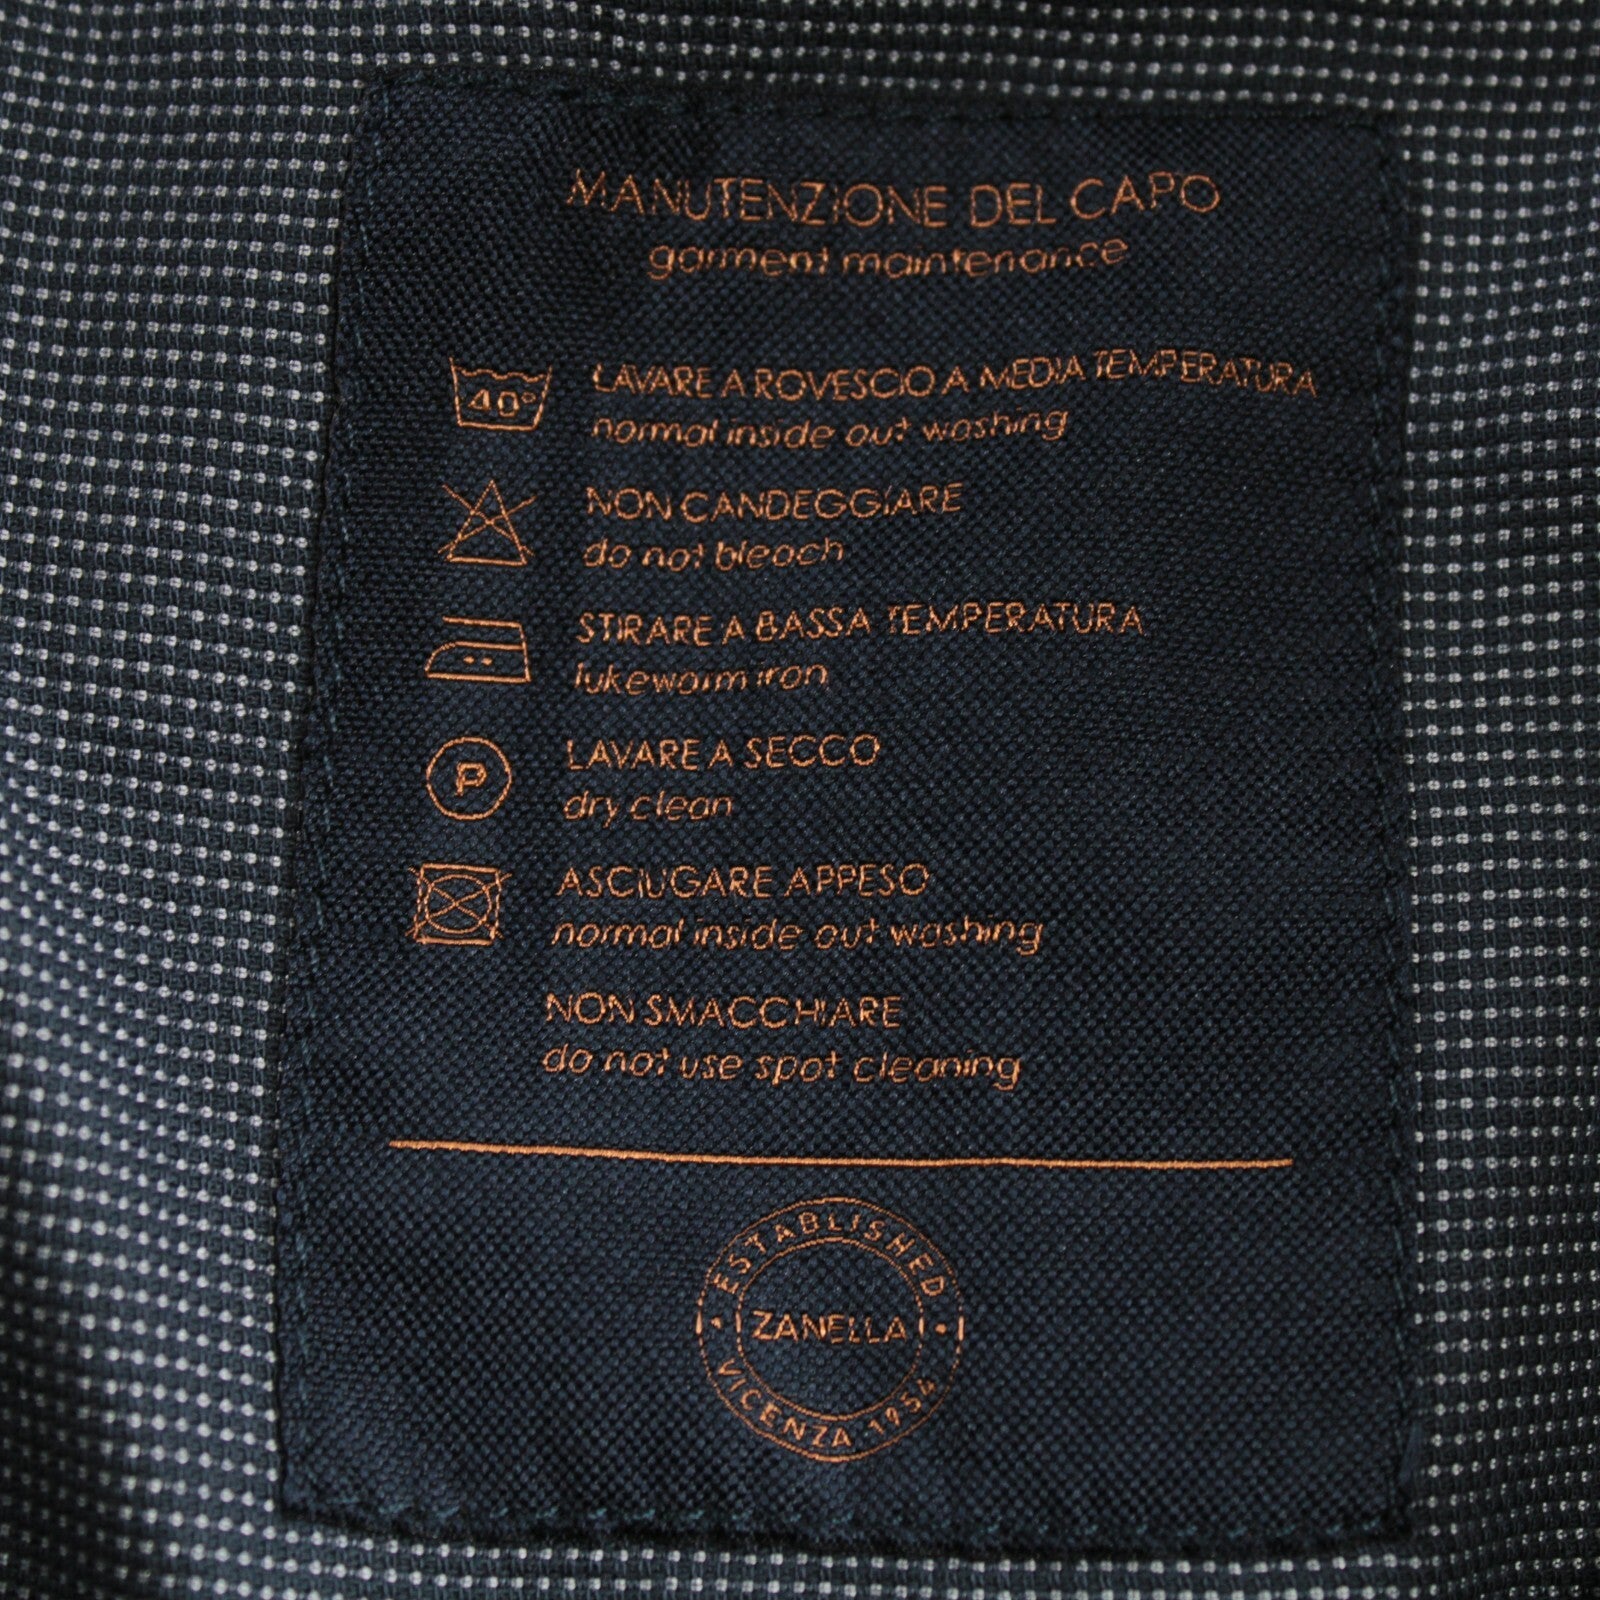 MANUTENZIONE DEL CAPO
garment maintenance
40°
LAVARE A ROVESCIO A MEDIA TEMPERATURA
normal inside out washing
NON CANDEGGIARE
do not bleach
STIRARE A BASSA TEMPERATURA
lukewarm iron
P
LAVARE A SECCO
dry clean
ASCIUGARE APPESO
normal inside out washing
NON SMACCHIARE
do not use spot cleaning
ESTABLISHED
ZANELLA
VICENZA 1954